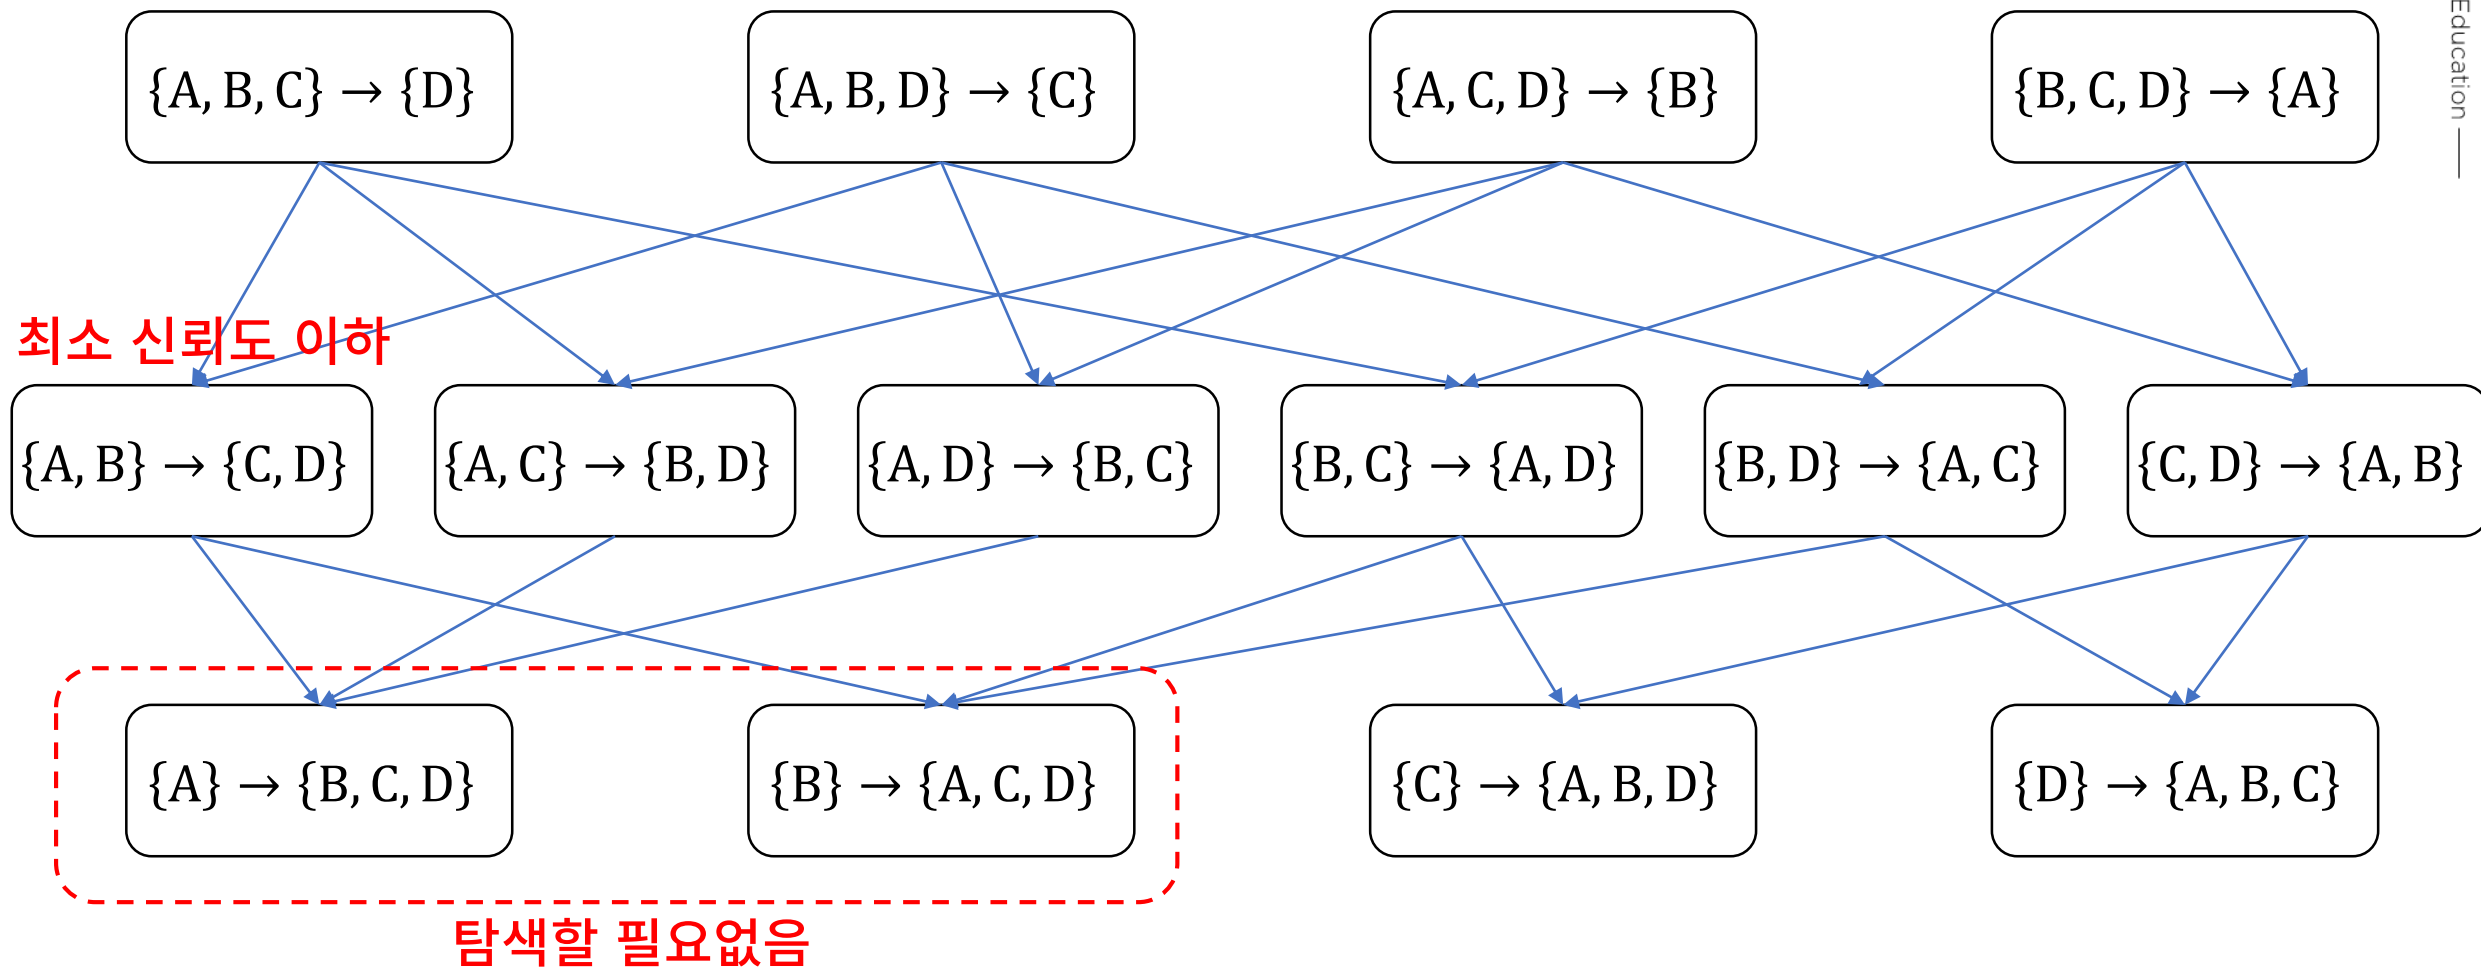 Education
{A, B, C} → {D}
{A, B, D} → {C}
{A, C, D} → {B}
{B, C, D} → {A}
최소 신뢰도 이하
{A, B} → {C, D}
{A, C} → {B, D}
{A, D} → {B, C}
{B, C} → {A, D}
{B, D} → {A, C}
{C, D} → {A, B}
{A} → {B, C, D}
{B} → {A, C, D}
{C} → {A, B, D}
{D} → {A, B, C}
탐색할 필요없음